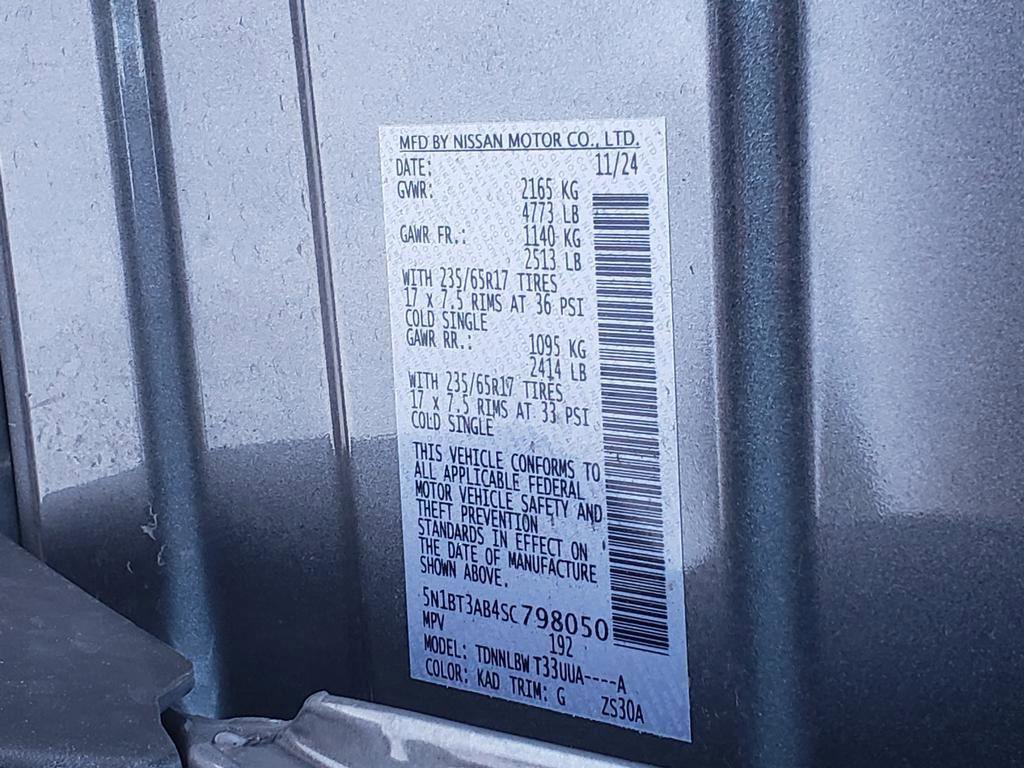 MFD BY NISSAN MOTOR CO., LTD.
DATE: 11/24
GVWR: 2165 KG
4773 LB
GAWR FR.: 1140 KG
2513 LB
WITH 235/65R17 TIRES
17 x 7.5 RIMS AT 36 PSI
COLD SINGLE
GAWR RR.: 1095 KG
2414 LB
WITH 235/65R17 TIRES
17 x 7.5 RIMS AT 33 PSI
COLD SINGLE
THIS VEHICLE CONFORMS TO
ALL APPLICABLE FEDERAL
MOTOR VEHICLE SAFETY AND
THEFT PREVENTION
STANDARDS IN EFFECT ON
THE DATE OF MANUFACTURE
SHOWN ABOVE.
5N1BT3AB4SC798050
MPV 192
MODEL: TDNNLBW T33UUA----A
COLOR: KAD TRIM: G ZS30A